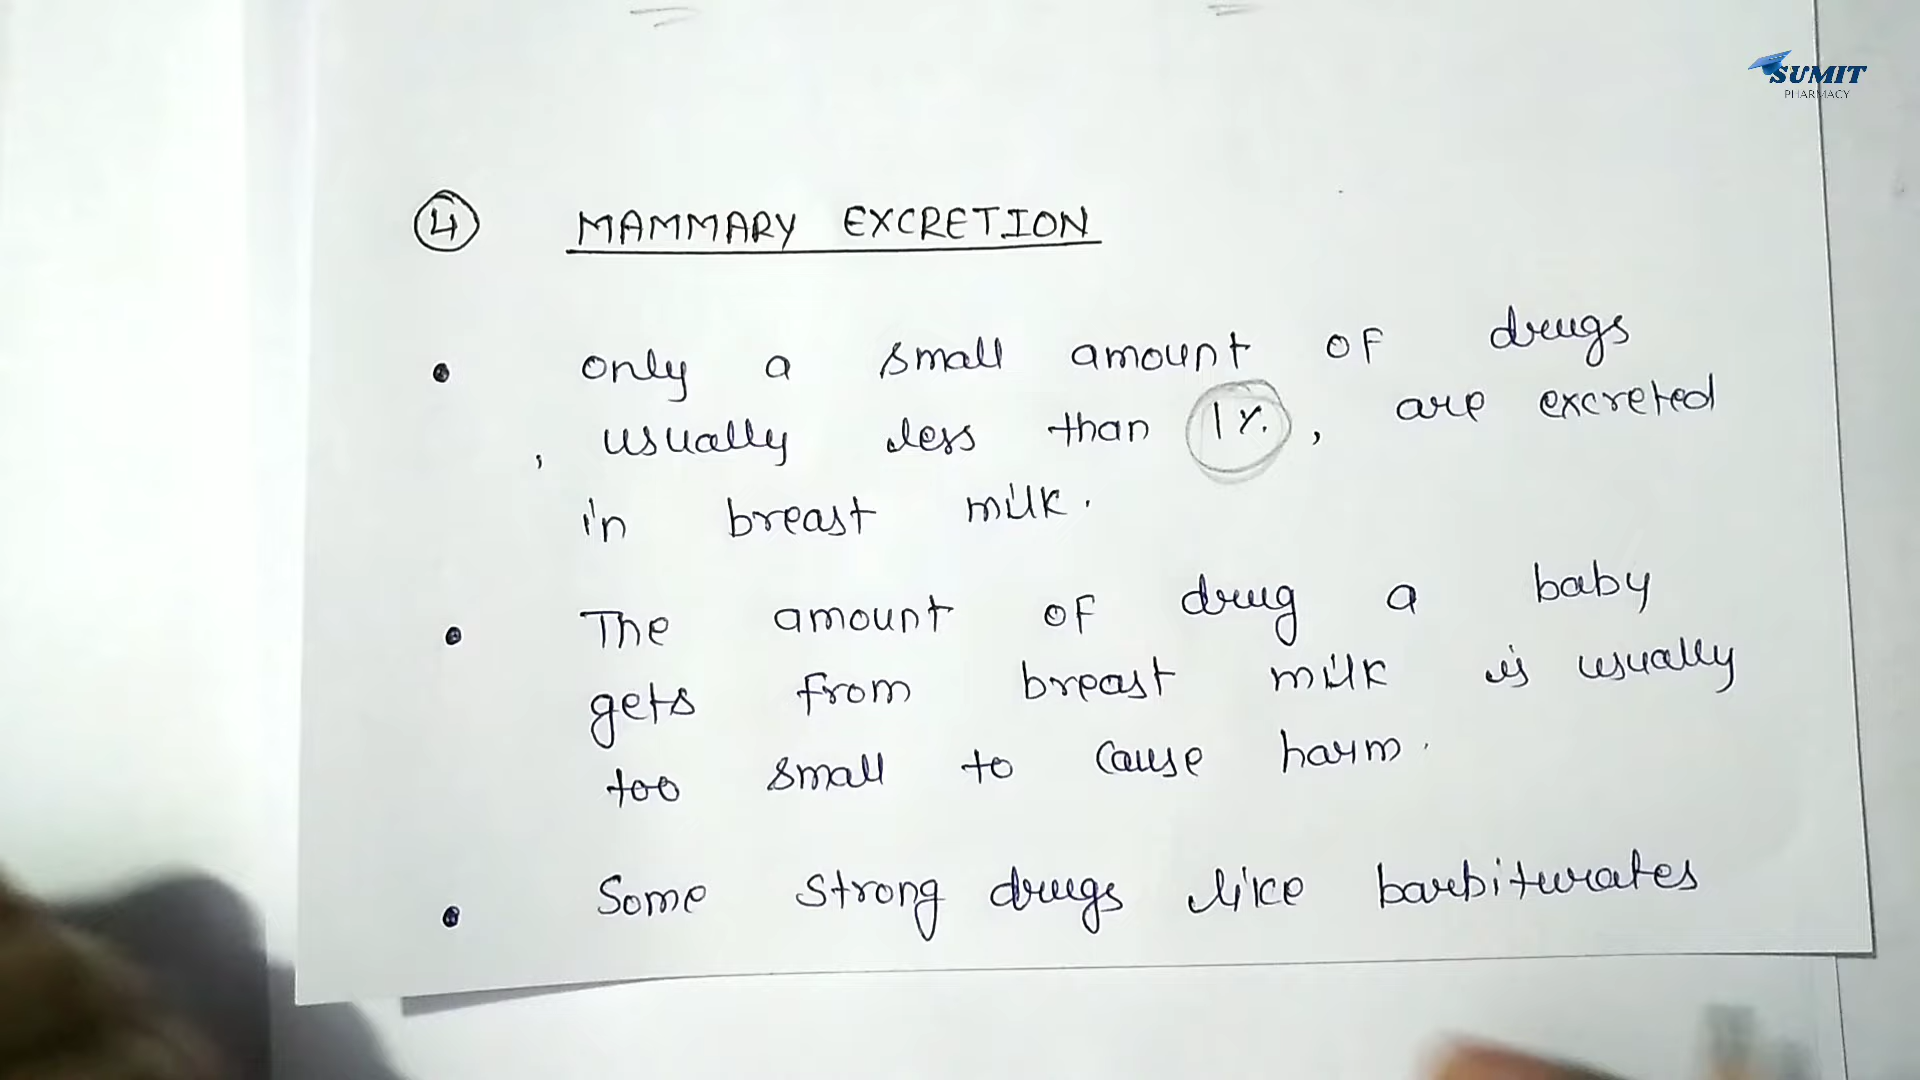 SUMIT
PHARMACY
4 MAMMARY EXCRETION
• only a small amount of drugs
, usually less than 1%, are excreted
in breast milk.
• The amount of drug a baby
gets from breast milk is usually
too small to cause harm.
• Some strong drugs like barbiturates